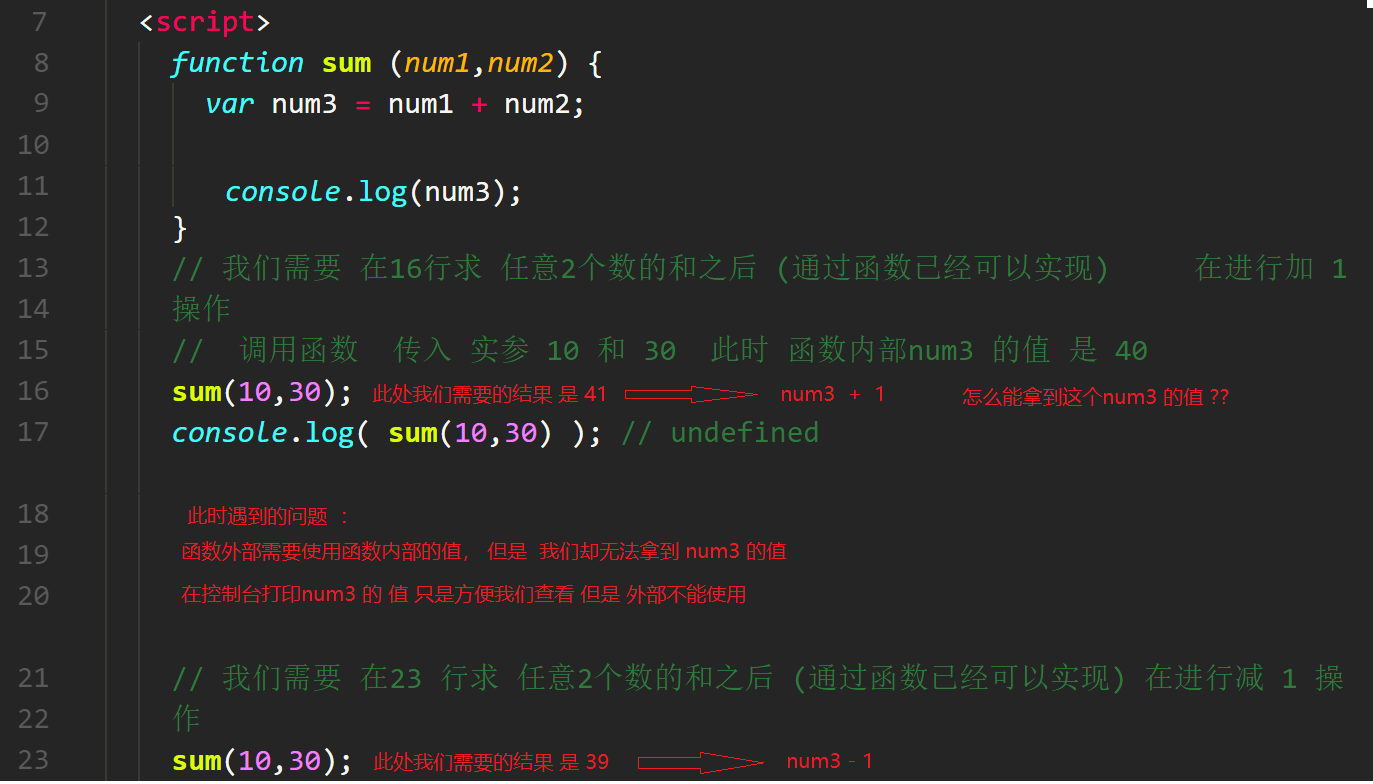 7 <script>
8 function sum (num1,num2) {
9 var num3 = num1 + num2;
10
11 console.log(num3);
12 }
13 // 我们需要 在16行求 任意2个数的和之后 (通过函数已经可以实现) 在进行加 1
14 操作
15 // 调用函数 传入 实参 10 和 30 此时 函数内部num3 的值 是 40
16 sum(10,30); 此处我们需要的结果 是 41 num3 + 1 怎么能拿到这个num3 的值 ??
17 console.log( sum(10,30) ); // undefined
18 此时遇到的问题 :
19 函数外部需要使用函数内部的值, 但是 我们却无法拿到 num3 的值
20 在控制台打印num3 的 值 只是方便我们查看 但是 外部不能使用
21 // 我们需要 在23 行求 任意2个数的和之后 (通过函数已经可以实现) 在进行减 1 操
22 作
23 sum(10,30); 此处我们需要的结果 是 39 num3 - 1